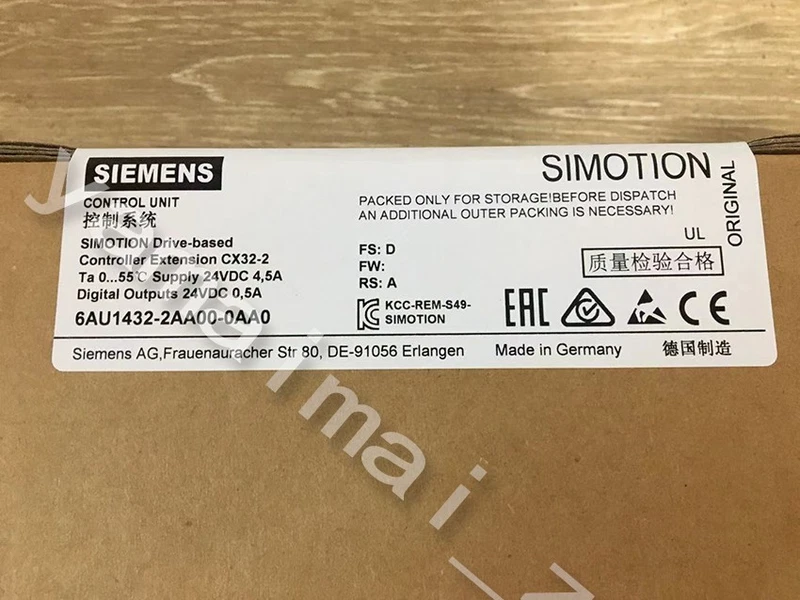 SIEMENS
SIMOTION
ORIGINAL
CONTROL UNIT
控制系统
PACKED ONLY FOR STORAGE!BEFORE DISPATCH
AN ADDITIONAL OUTER PACKING IS NECESSARY!
UL
SIMOTION Drive-based
Controller Extension CX32-2
Ta 0...55℃ Supply 24VDC 4,5A
Digital Outputs 24VDC 0,5A
6AU1432-2AA00-0AA0
FS: D
FW:
RS: A
质量检验合格
KCC-REM-S49-
SIMOTION
EAC
CE
Siemens AG,Frauenauracher Str 80, DE-91056 Erlangen
Made in Germany
德国制造